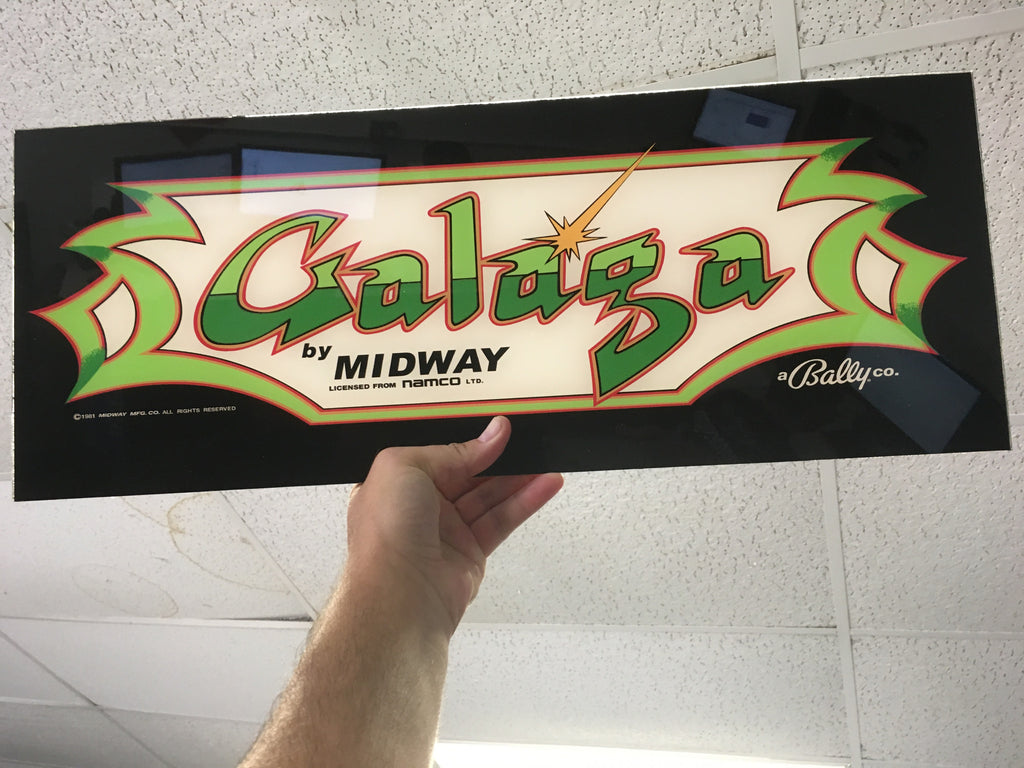 Galaga
by MIDWAY
LICENSED FROM namco LTD.
a Bally co.
©1981 MIDWAY MFG. CO. ALL RIGHTS RESERVED